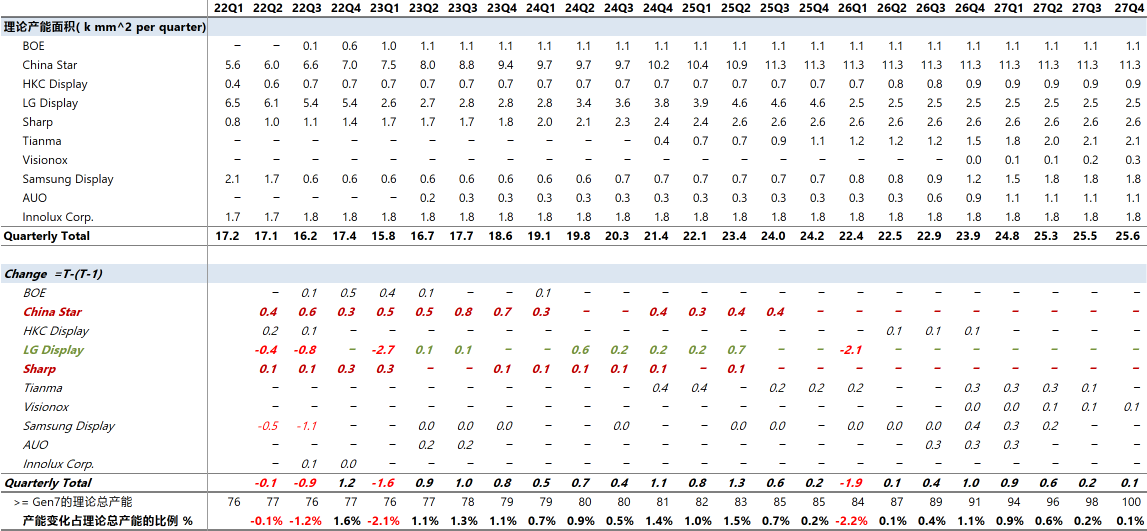 22Q1 22Q2 22Q3 22Q4 23Q1 23Q2 23Q3 23Q4 24Q1 24Q2 24Q3 24Q4 25Q1 25Q2 25Q3 25Q4 26Q1 26Q2 26Q3 26Q4 27Q1 27Q2 27Q3 27Q4
理论产能面积( k mm^2 per quarter)
BOE – – 0.1 0.6 1.0 1.1 1.1 1.1 1.1 1.1 1.1 1.1 1.1 1.1 1.1 1.1 1.1 1.1 1.1 1.1 1.1 1.1 1.1 1.1
China Star 5.6 6.0 6.6 7.0 7.5 8.0 8.8 9.4 9.7 9.7 9.7 10.2 10.4 10.9 11.3 11.3 11.3 11.3 11.3 11.3 11.3 11.3 11.3 11.3
HKC Display 0.4 0.6 0.7 0.7 0.7 0.7 0.7 0.7 0.7 0.7 0.7 0.7 0.7 0.7 0.7 0.7 0.7 0.8 0.8 0.9 0.9 0.9 0.9 0.9
LG Display 6.5 6.1 5.4 5.4 2.6 2.7 2.8 2.8 2.8 3.4 3.6 3.8 3.9 4.6 4.6 4.6 2.5 2.5 2.5 2.5 2.5 2.5 2.5 2.5
Sharp 0.8 1.0 1.1 1.4 1.7 1.7 1.7 1.8 2.0 2.1 2.3 2.4 2.4 2.6 2.6 2.6 2.6 2.6 2.6 2.6 2.6 2.6 2.6 2.6
Tianma – – – – – – – – – – – 0.4 0.7 0.7 0.9 1.1 1.2 1.2 1.2 1.5 1.8 2.0 2.1 2.1
Visionox – – – – – – – – – – – – – – – – – – – 0.0 0.1 0.1 0.2 0.3
Samsung Display 2.1 1.7 0.6 0.6 0.6 0.6 0.6 0.6 0.6 0.6 0.7 0.7 0.7 0.7 0.7 0.7 0.8 0.8 0.9 1.2 1.5 1.8 1.8 1.8
AUO – – – – – 0.2 0.3 0.3 0.3 0.3 0.3 0.3 0.3 0.3 0.3 0.3 0.3 0.3 0.6 0.9 1.1 1.1 1.1 1.1
Innolux Corp. 1.7 1.7 1.8 1.8 1.8 1.8 1.8 1.8 1.8 1.8 1.8 1.8 1.8 1.8 1.8 1.8 1.8 1.8 1.8 1.8 1.8 1.8 1.8 1.8
Quarterly Total 17.2 17.1 16.2 17.4 15.8 16.7 17.7 18.6 19.1 19.8 20.3 21.4 22.1 23.4 24.0 24.2 22.4 22.5 22.9 23.9 24.8 25.3 25.5 25.6
Change =T-(T-1)
BOE – 0.1 0.5 0.4 0.1 – – 0.1 – – – – – – – – – – – – – – –
China Star 0.4 0.6 0.3 0.5 0.5 0.8 0.7 0.3 – – 0.4 0.3 0.4 0.4 – – – – – – – – –
HKC Display 0.2 0.1 – – – – – – – – – – – – – – 0.1 0.1 0.1 – – – –
LG Display -0.4 -0.8 – -2.7 0.1 0.1 – – 0.6 0.2 0.2 0.2 0.7 – – -2.1 – – – – – – –
Sharp 0.1 0.1 0.3 0.3 – – 0.1 0.1 0.1 0.1 0.1 – 0.1 – – – – – – – – – –
Tianma – – – – – – – – – – 0.4 0.4 – 0.2 0.2 0.2 – – 0.3 0.3 0.3 0.1 –
Visionox – – – – – – – – – – – – – – – – – – 0.0 0.0 0.1 0.1 0.1
Samsung Display -0.5 -1.1 – – 0.0 0.0 0.0 – – 0.0 – – 0.0 – – 0.0 0.0 0.0 0.4 0.3 0.2 – –
AUO – – – – 0.2 0.2 – – – – – – – – – – – 0.3 0.3 0.3 – – –
Innolux Corp. – 0.1 0.0 – – – – – – – – – – – – – – – – – – – –
Quarterly Total -0.1 -0.9 1.2 -1.6 0.9 1.0 0.8 0.5 0.7 0.4 1.1 0.8 1.3 0.6 0.2 -1.9 0.1 0.4 1.0 0.9 0.6 0.2 0.1
>= Gen7的理论总产能 76 77 76 77 76 77 78 79 79 80 80 81 82 83 85 85 84 87 89 91 94 96 98 100
产能变化占理论总产能的比例 % -0.1% -1.2% 1.6% -2.1% 1.1% 1.3% 1.1% 0.7% 0.9% 0.5% 1.4% 1.0% 1.5% 0.7% 0.2% -2.2% 0.1% 0.4% 1.1% 0.9% 0.6% 0.2% 0.1%